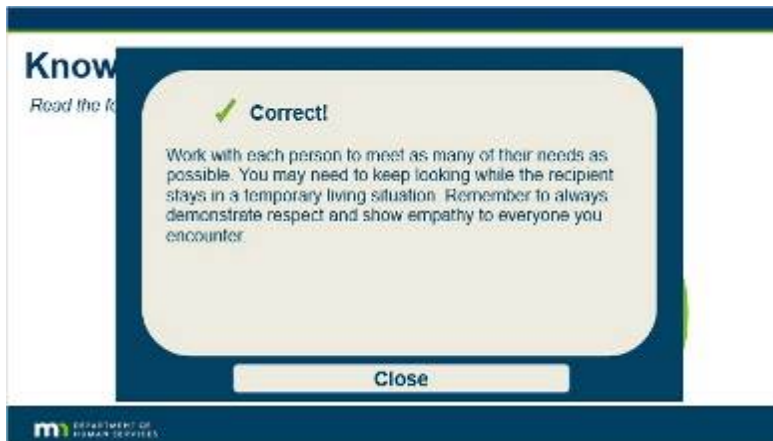 Know
Read the fo
✓ Correct!
Work with each person to meet as many of their needs as
possible. You may need to keep looking while the recipient
stays in a temporary living situation. Remember to always
demonstrate respect and show empathy to everyone you
encounter.
Close
mn DEPARTMENT OF
HUMAN SERVICES